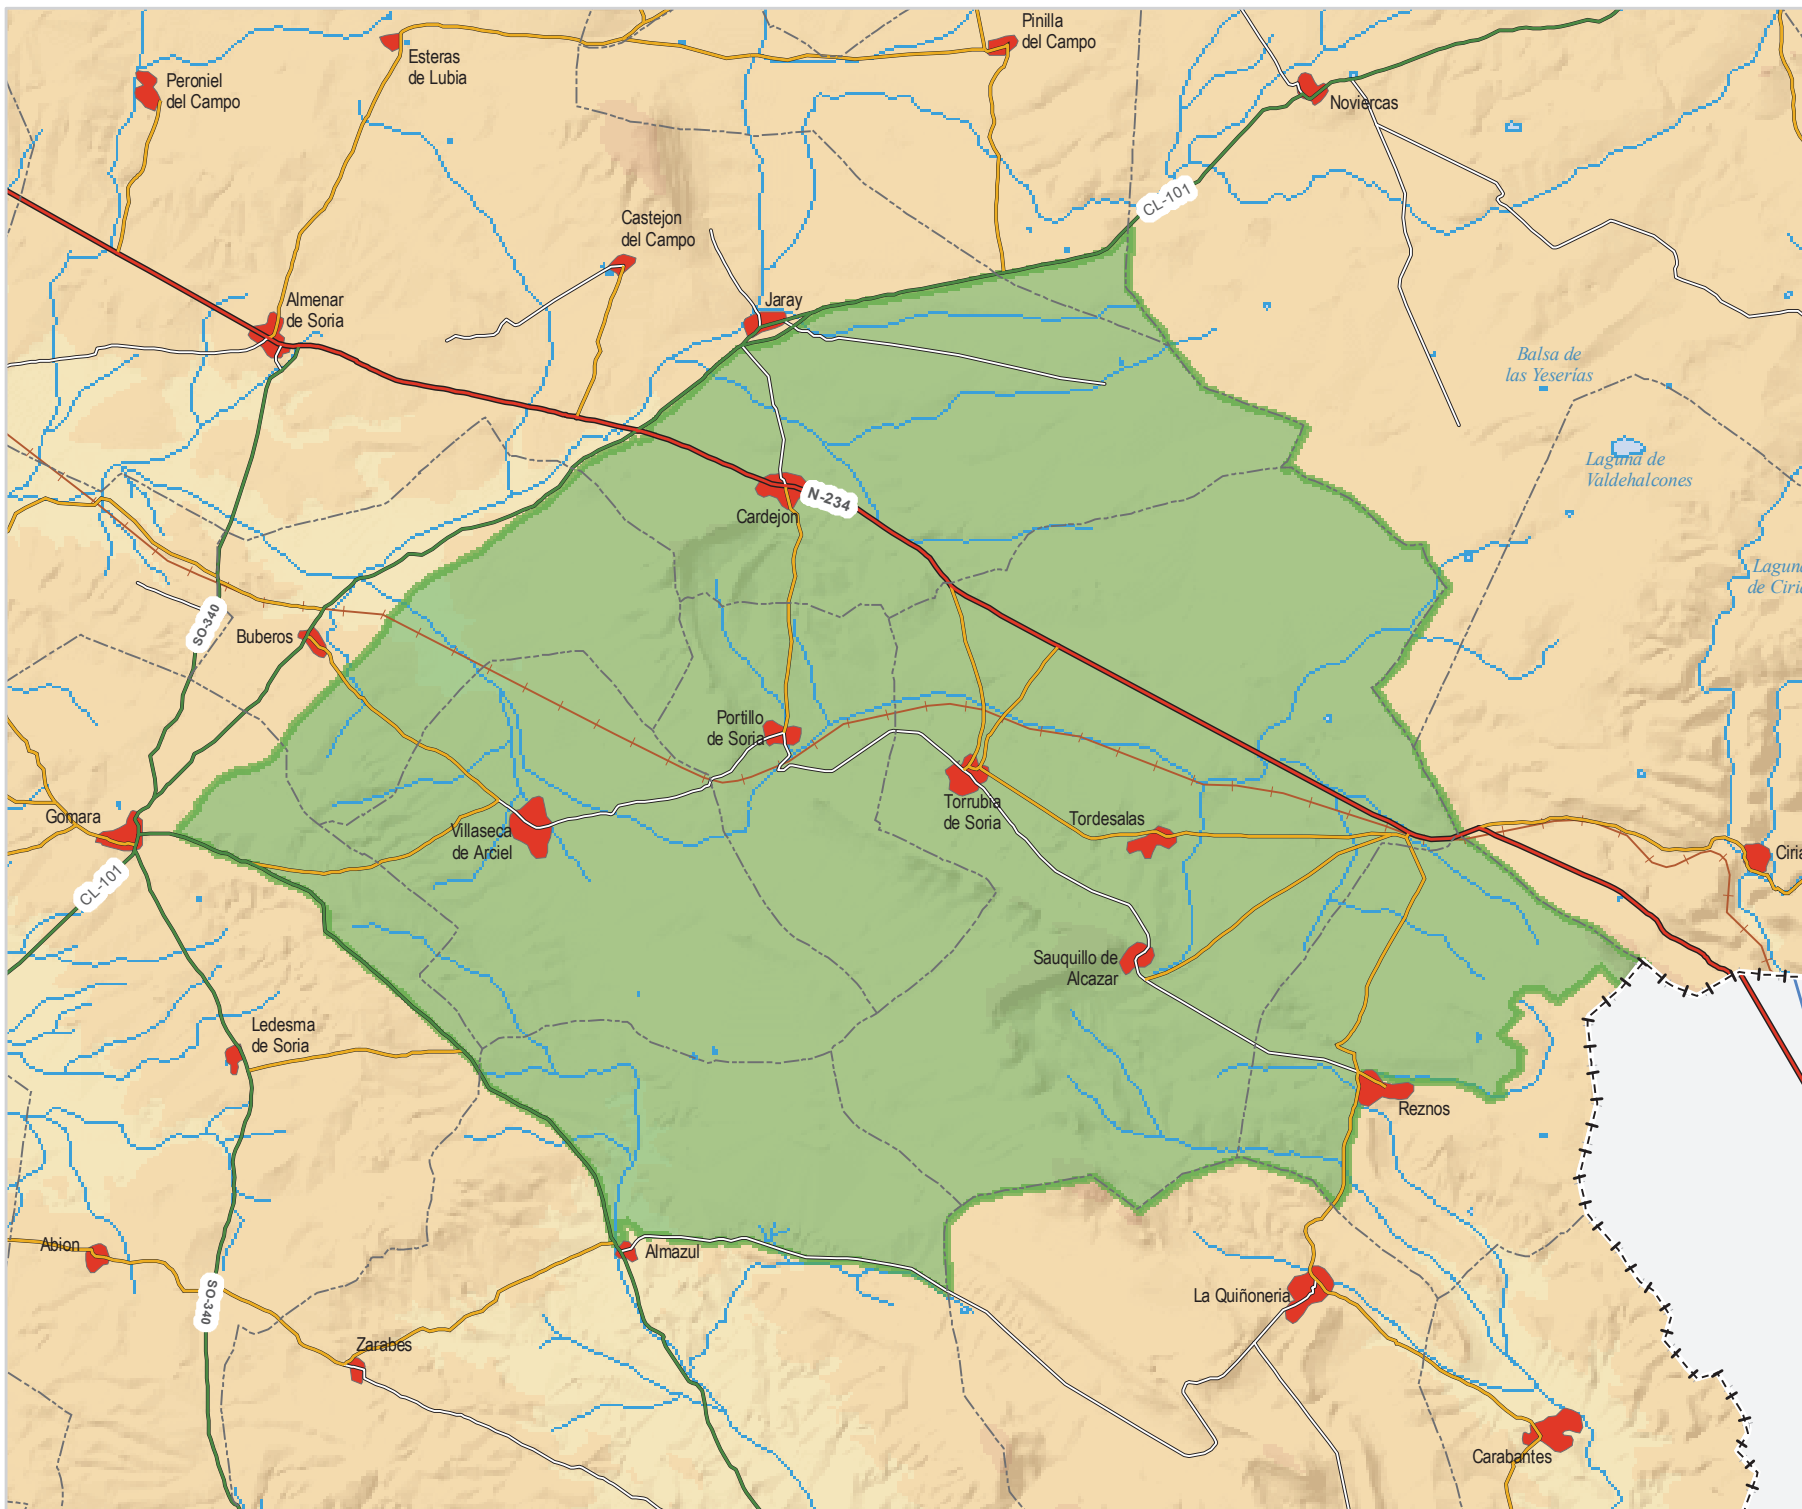 Pinilla
del Campo
Esteras
de Lubia
Peroniel
del Campo
Noviercas
CL-101
Castejon
del Campo
Almenar
de Soria
Jaray
Balsa de
las Yeserías
Laguna de
Valdehalcones
N-234
Cardejon
Laguna
de Ciria
SO-340
Buberos
Portillo
de Soria
Torrubia
de Soria
Tordesalas
Gomara
Villaseca
de Arciel
Ciria
CL-101
Sauquillo de
Alcazar
Ledesma
de Soria
Reznos
Abion
Almazul
La Quiñoneria
SO-340
Zarabes
Carabantes